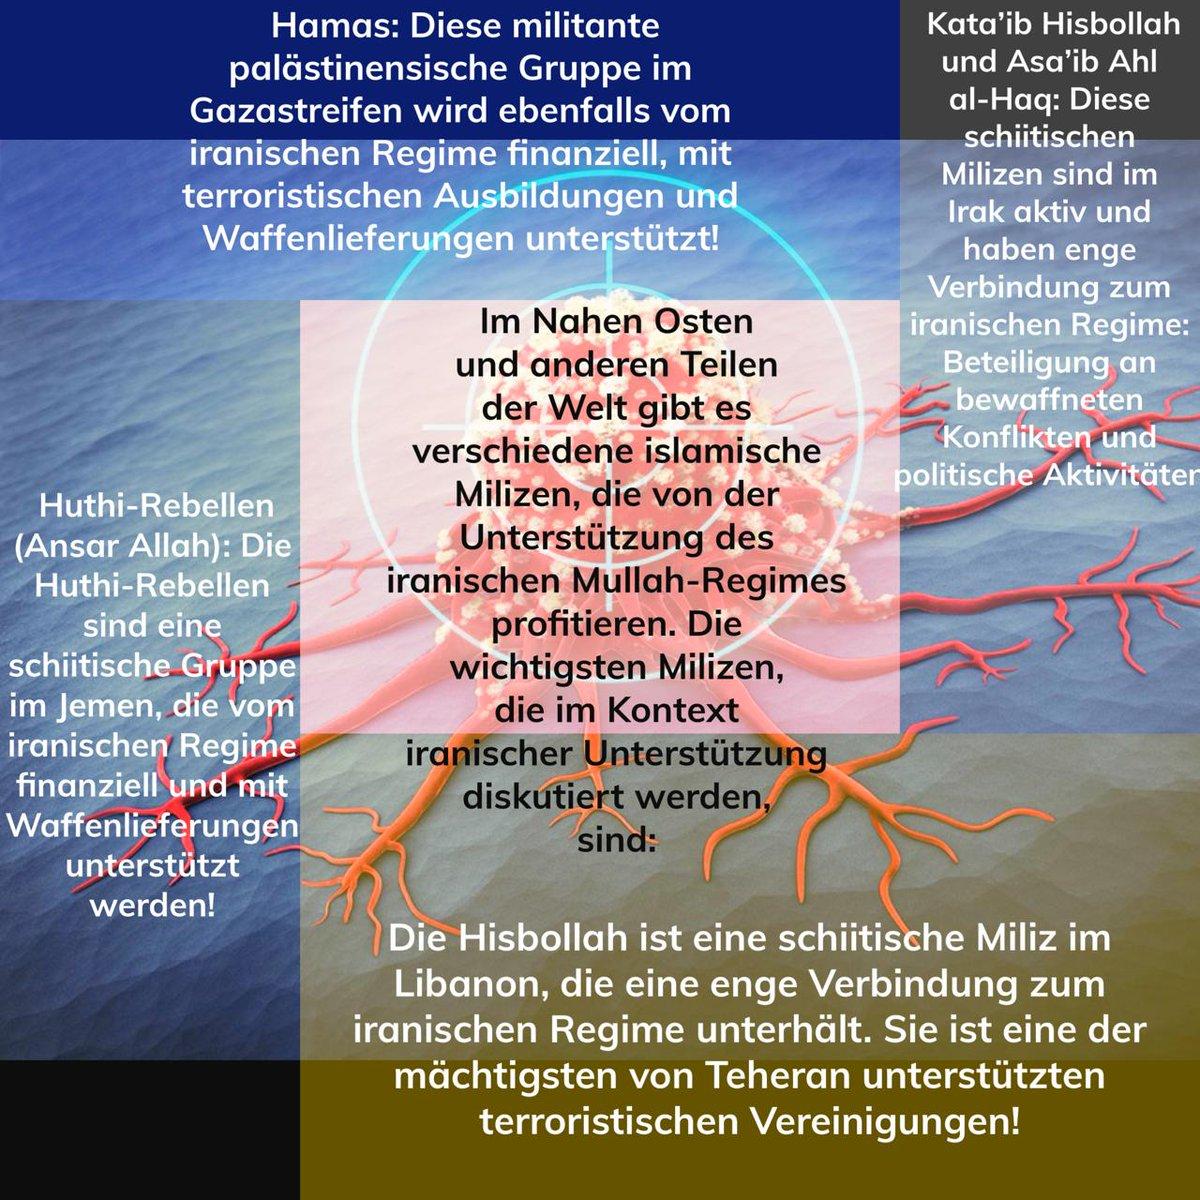 Hamas: Diese militante
palästinensische Gruppe im
Gazastreifen wird ebenfalls vom
iranischen Regime finanziell, mit
terroristischen Ausbildungen und
Waffenlieferungen unterstützt!
Kata’ib Hisbollah
und Asa’ib Ahl
al-Haq: Diese
schiitischen
Milizen sind im
Irak aktiv und
haben enge
Verbindung zum
iranischen Regime:
Beteiligung an
bewaffneten
Konflikten und
politische Aktivitäten
Im Nahen Osten
und anderen Teilen
der Welt gibt es
verschiedene islamische
Milizen, die von der
Unterstützung des
iranischen Mullah-Regimes
profitieren. Die
wichtigsten Milizen,
die im Kontext
iranischer Unterstützung
diskutiert werden,
sind:
Huthi-Rebellen
(Ansar Allah): Die
Huthi-Rebellen
sind eine
schiitische Gruppe
im Jemen, die vom
iranischen Regime
finanziell und mit
Waffenlieferungen
unterstützt
werden!
Die Hisbollah ist eine schiitische Miliz im
Libanon, die eine enge Verbindung zum
iranischen Regime unterhält. Sie ist eine der
mächtigsten von Teheran unterstützten
terroristischen Vereinigungen!